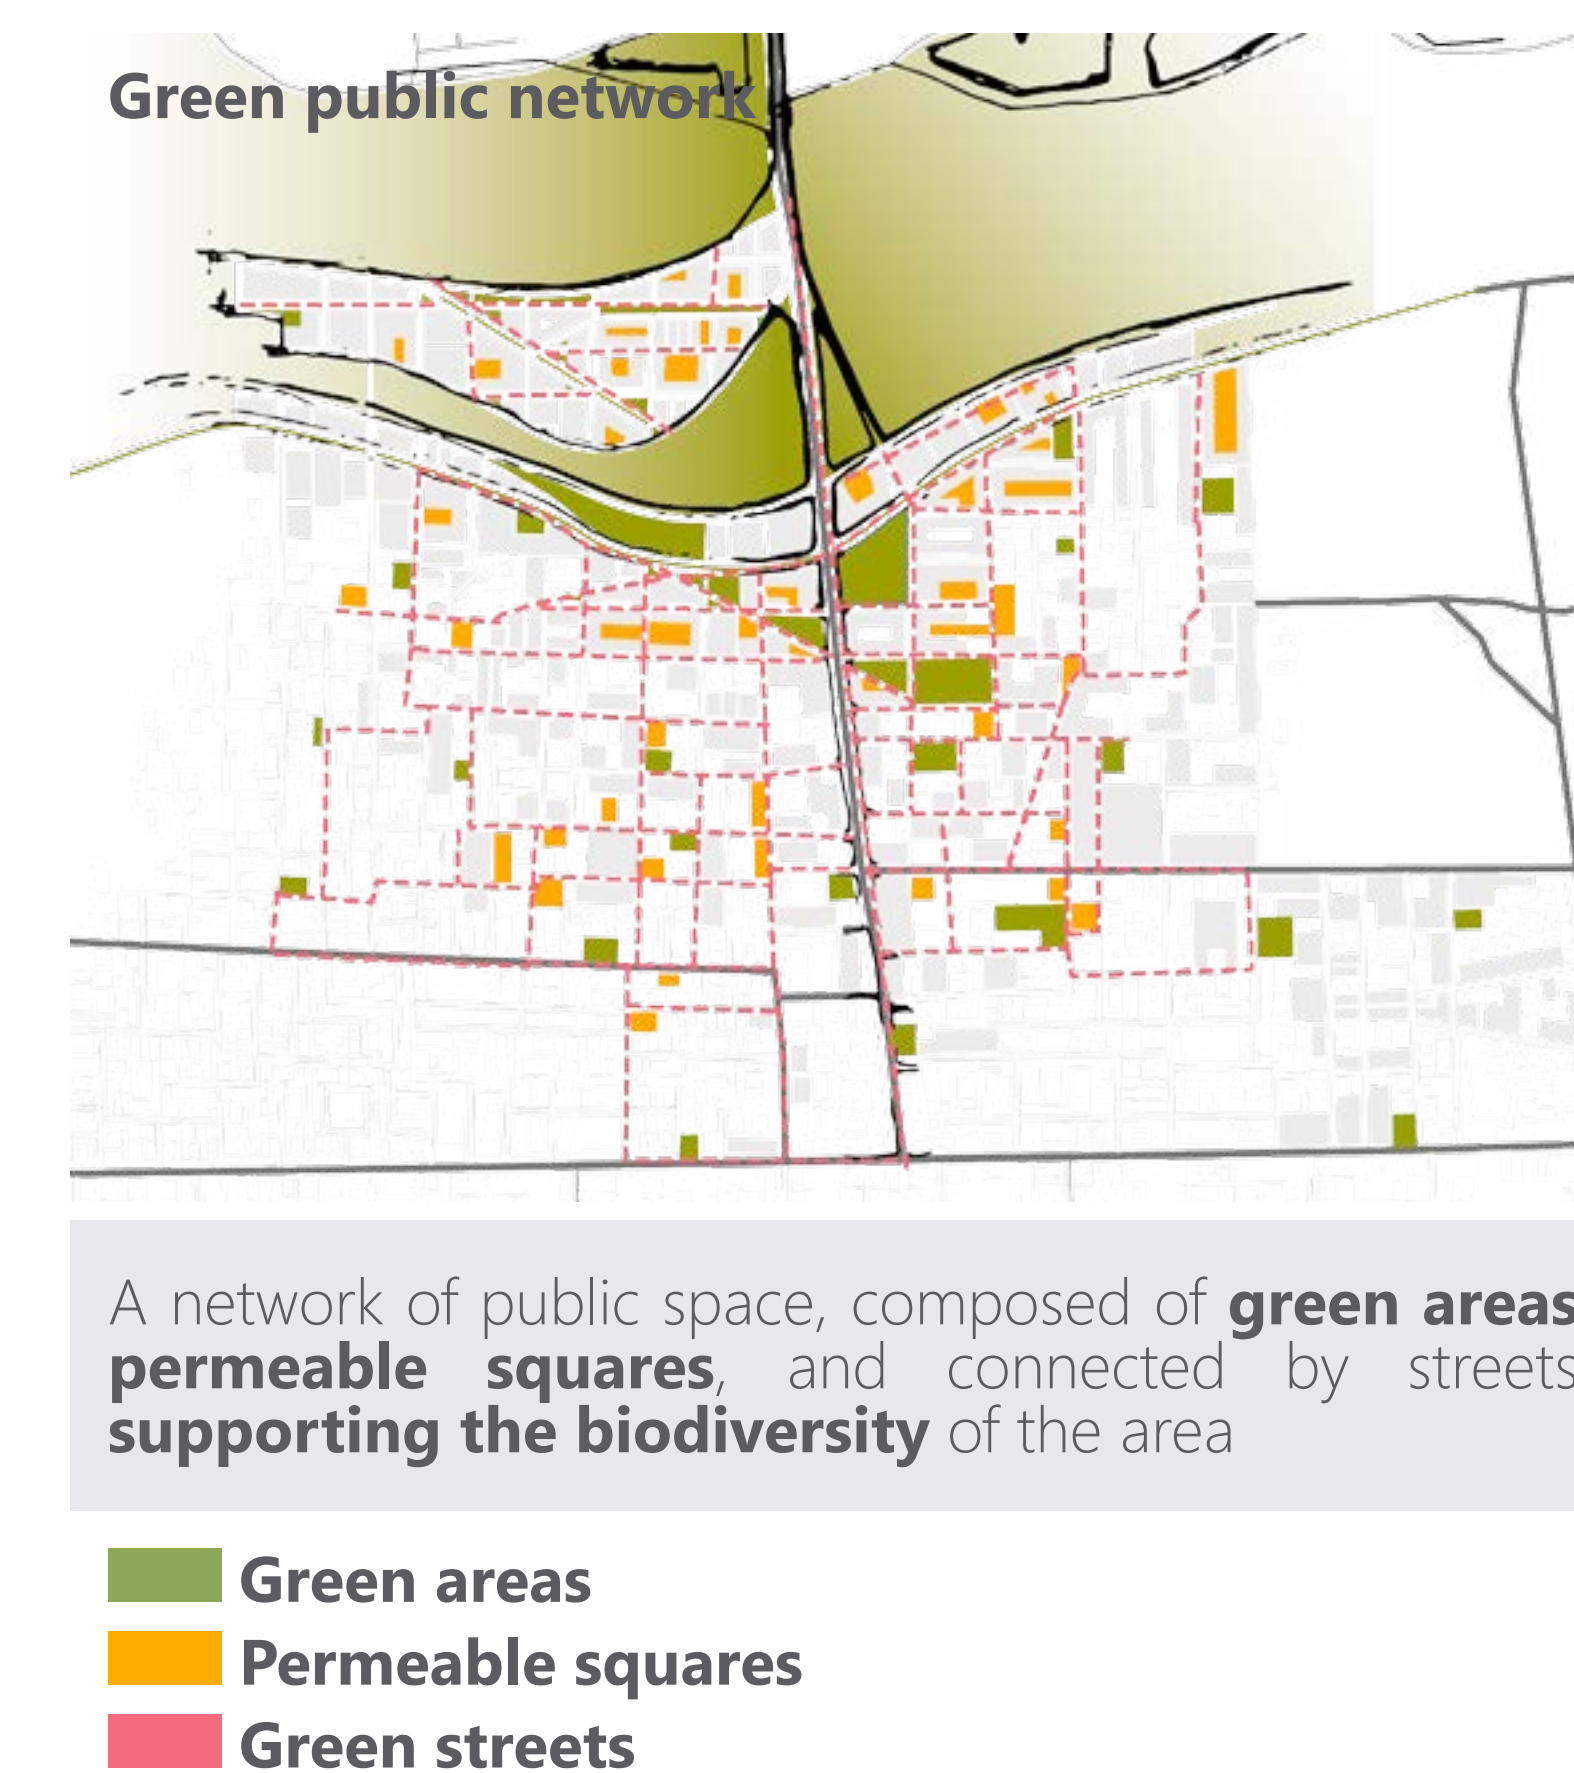 Green public network
A network of public space, composed of green areas
permeable squares, and connected by streets
supporting the biodiversity of the area
Green areas
Permeable squares
Green streets